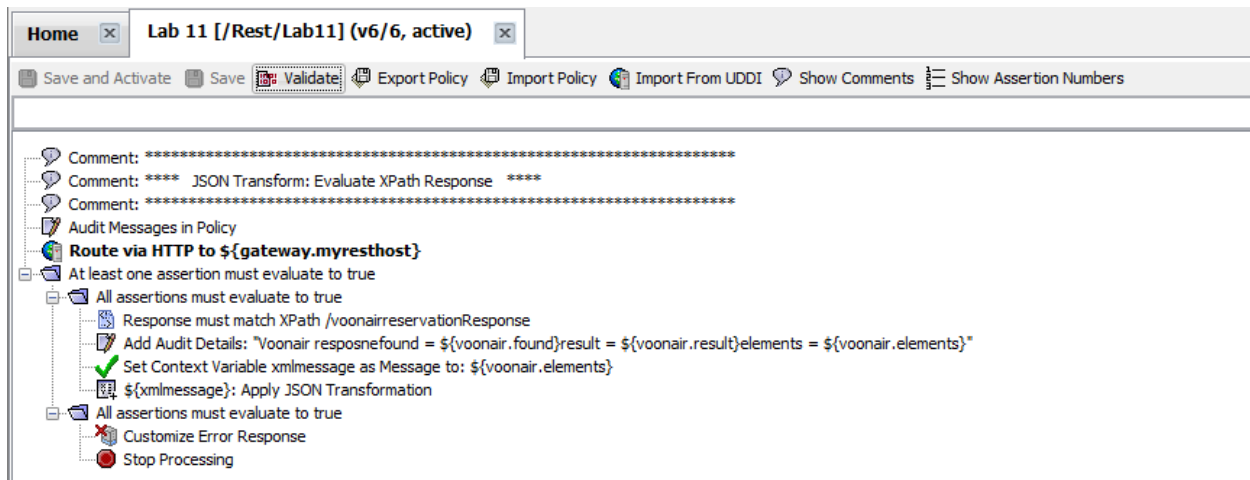 Home Lab 11 [/Rest/Lab11] (v6/6, active)
Save and Activate Save Validate Export Policy Import Policy Import From UDDI Show Comments Show Assertion Numbers
Comment: ********************************************************************
Comment: **** JSON Transform: Evaluate XPath Response ****
Comment: ********************************************************************
Audit Messages in Policy
Route via HTTP to ${gateway.myresthost}
At least one assertion must evaluate to true
All assertions must evaluate to true
Response must match XPath /voonairreservationResponse
Add Audit Details: "Voonair resposnefound = ${voonair.found}result = ${voonair.result}elements = ${voonair.elements}"
Set Context Variable xmlmessage as Message to: ${voonair.elements}
${xmlmessage}: Apply JSON Transformation
All assertions must evaluate to true
Customize Error Response
Stop Processing